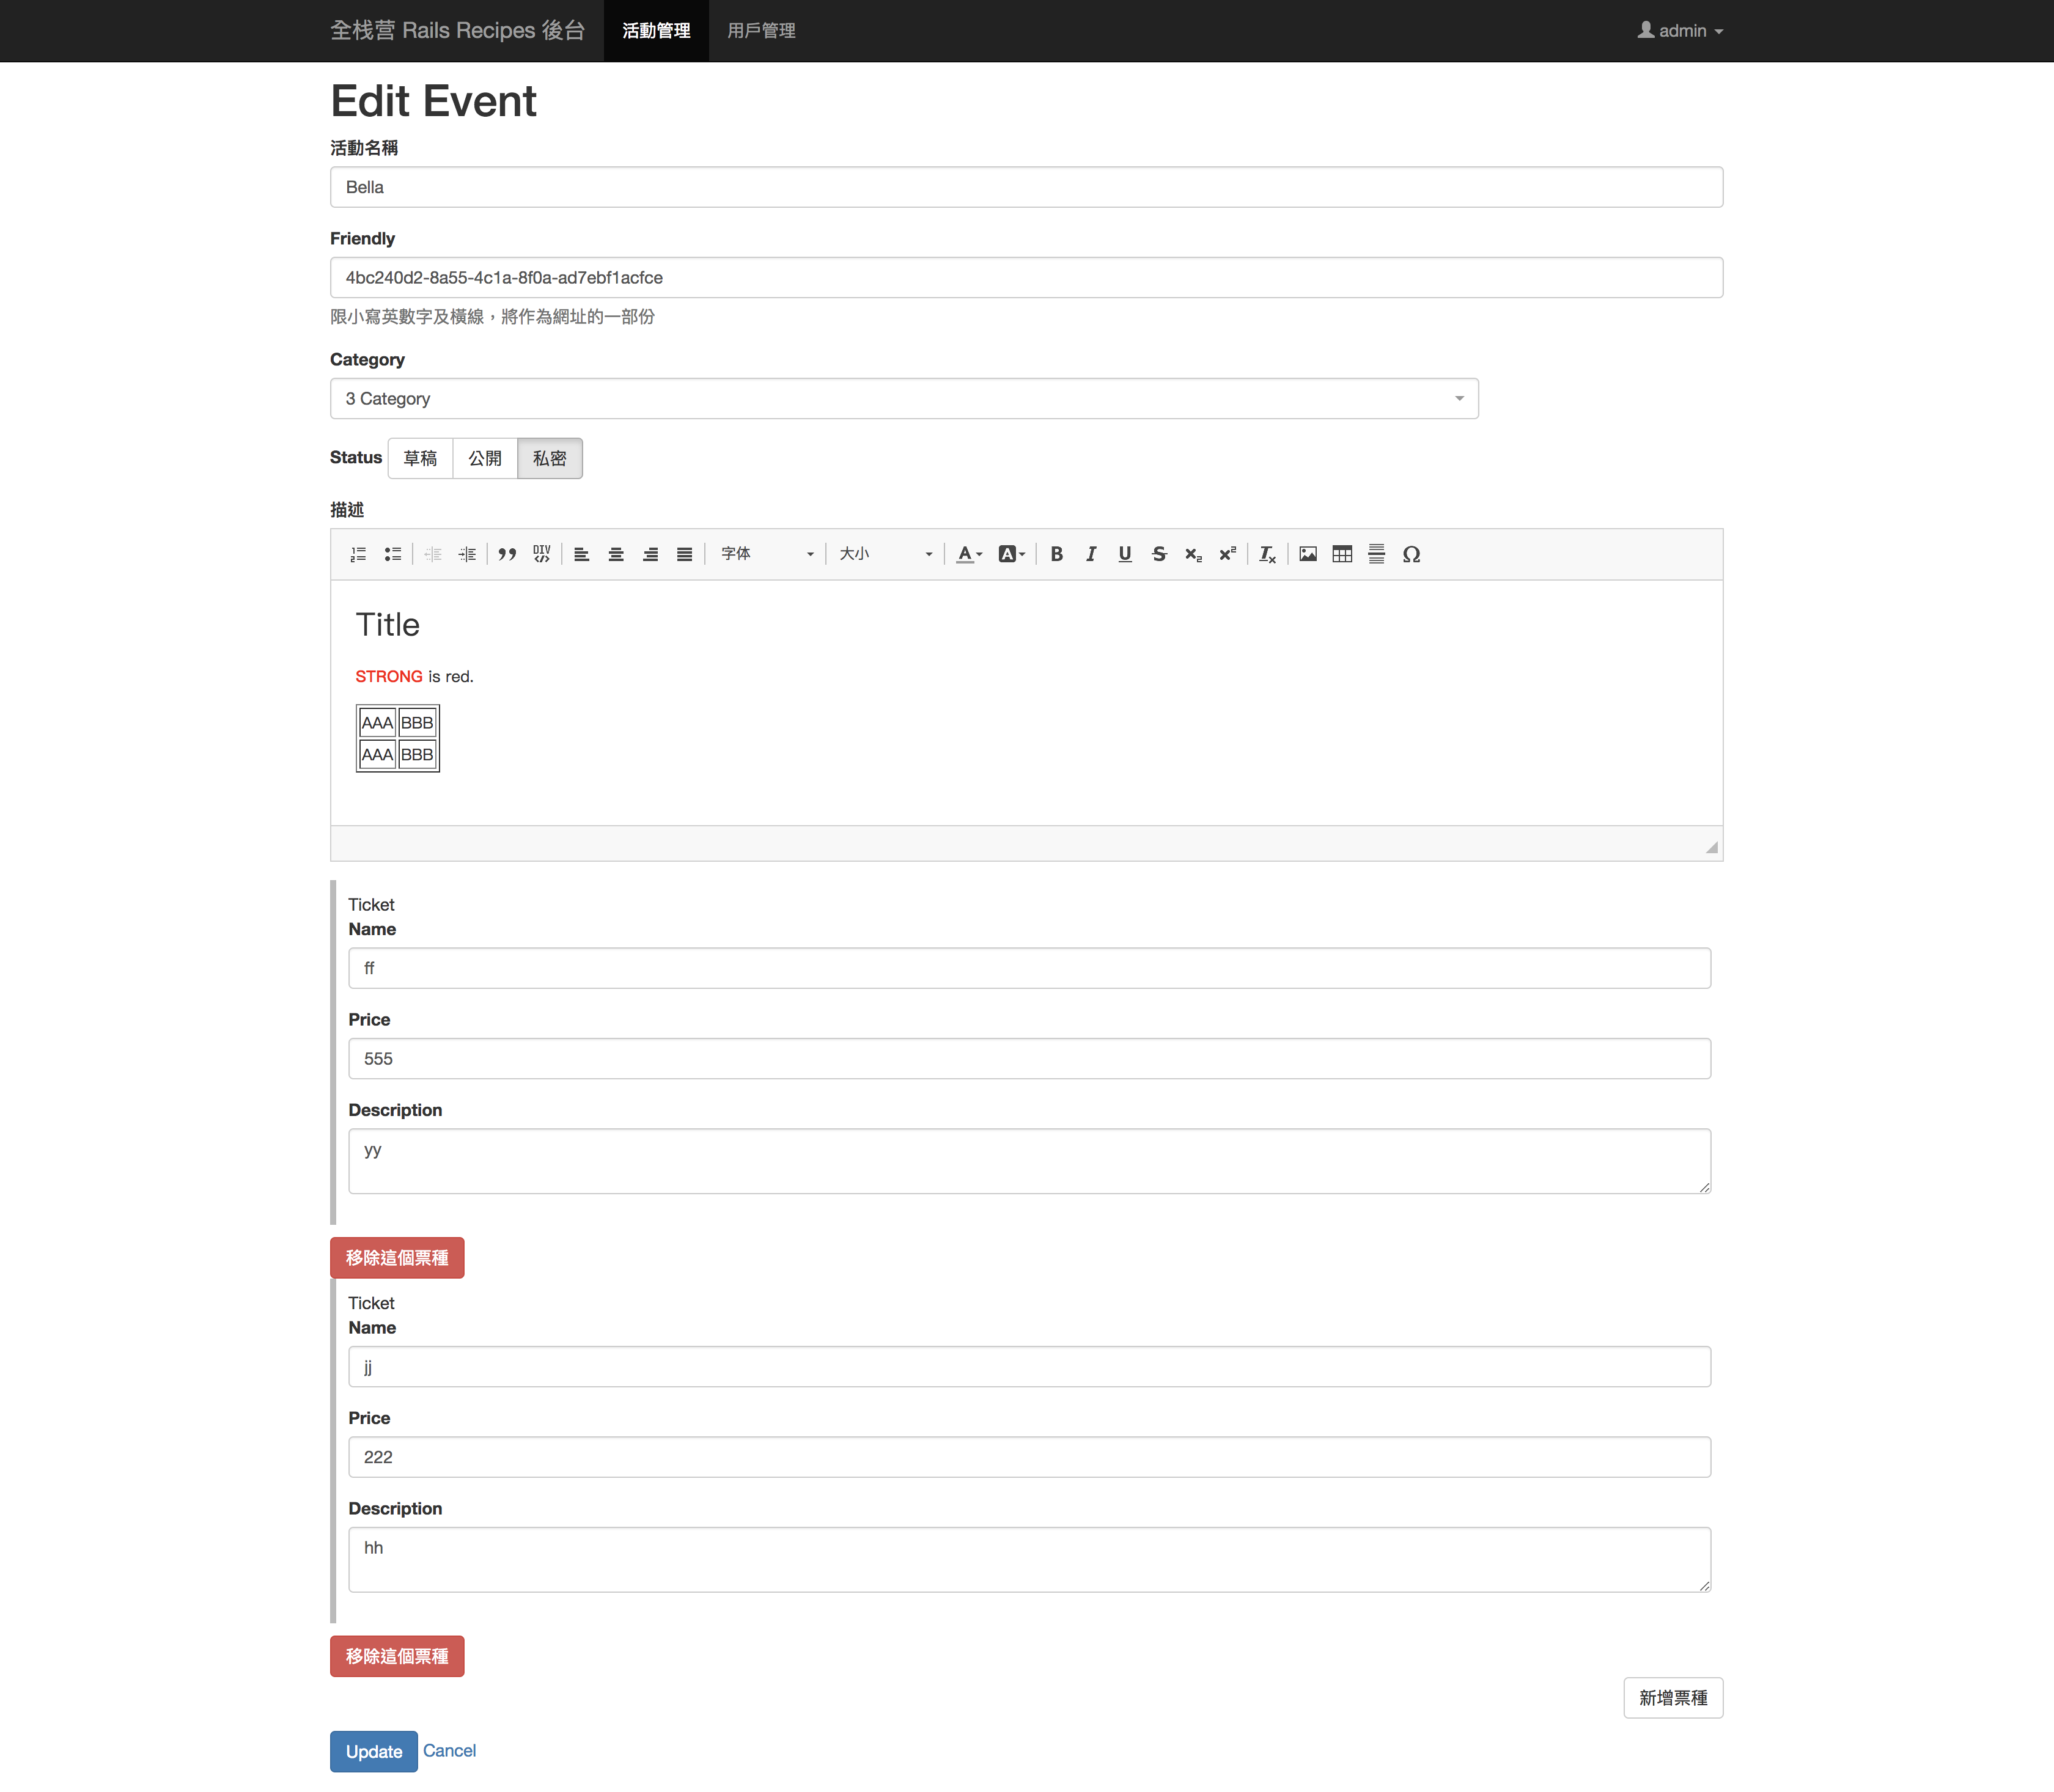 全栈营 Rails Recipes 後台 活動管理 用戶管理 admin
Edit Event
活動名稱
Bella
Friendly
4bc240d2-8a55-4c1a-8f0a-ad7ebf1acfce
限小寫英數字及橫線，將作為網址的一部份
Category
3 Category
Status 草稿 公開 私密
描述
字体 大小
Title
STRONG is red.
AAA BBB
AAA BBB
Ticket
Name
ff
Price
555
Description
yy
移除這個票種
Ticket
Name
jj
Price
222
Description
hh
移除這個票種
新增票種
Update Cancel